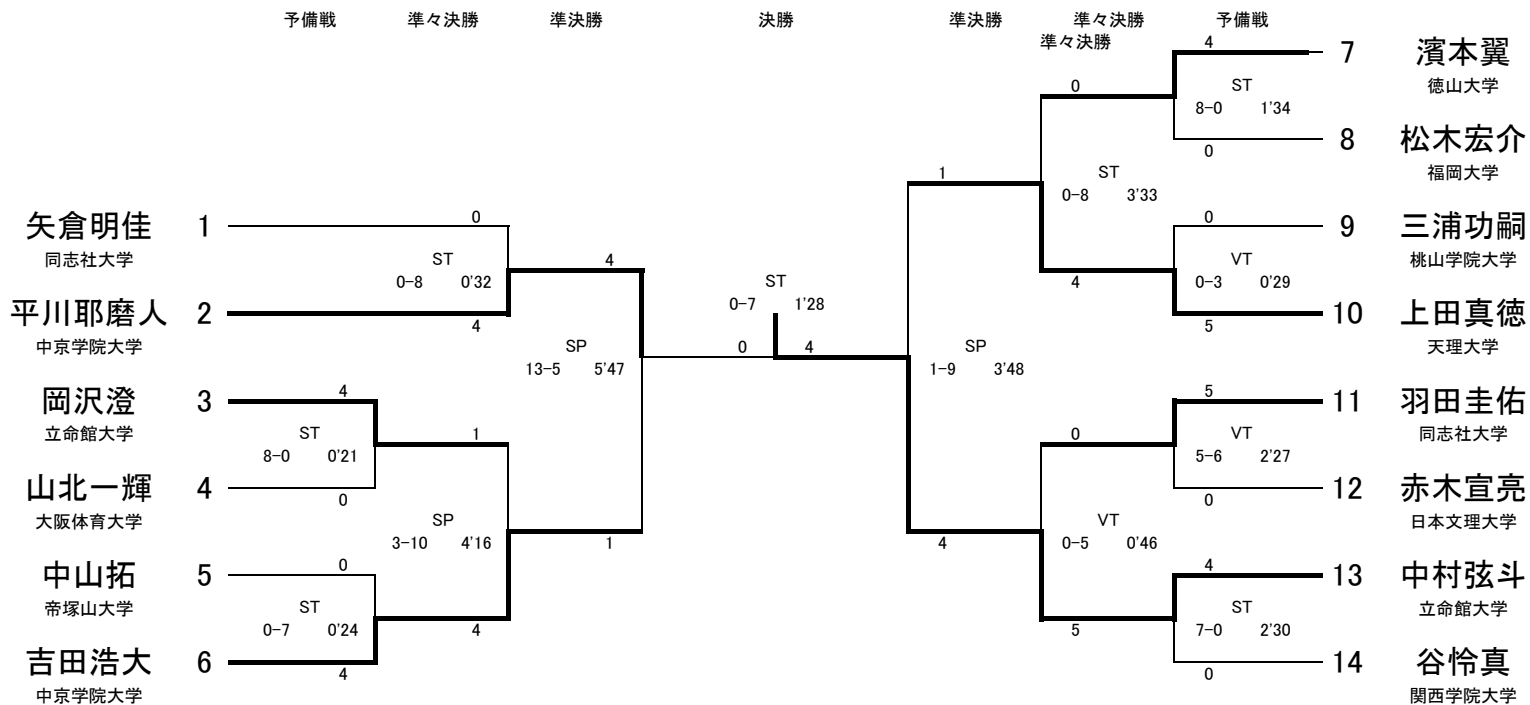 予備戦 準々決勝 準決勝 決勝 準決勝 準々決勝 予備戦
準々決勝
4
7 濱本翼
徳山大学
0
ST
8-0 1'34
8 松木宏介
福岡大学
0
1
ST
0-8 3'33
矢倉明佳 1
同志社大学
0
ST
0-8 0'32
4
0
9 三浦功嗣
桃山学院大学
VT
0-3 0'29
4
ST
0-7 1'28
平川耶磨人 2
中京学院大学
4
10 上田真徳
天理大学
5
0 4
SP
13-5 5'47
SP
1-9 3'48
岡沢澄 3
立命館大学
4
ST
8-0 0'21
1
5
11 羽田圭佑
同志社大学
VT
5-6 2'27
0
山北一輝 4
大阪体育大学
0
12 赤木宣亮
日本文理大学
0
SP
3-10 4'16
1
4
VT
0-5 0'46
中山拓 5
帝塚山大学
0
ST
0-7 0'24
4
4
13 中村弦斗
立命館大学
ST
7-0 2'30
5
吉田浩大 6
中京学院大学
4
14 谷怜真
関西学院大学
0